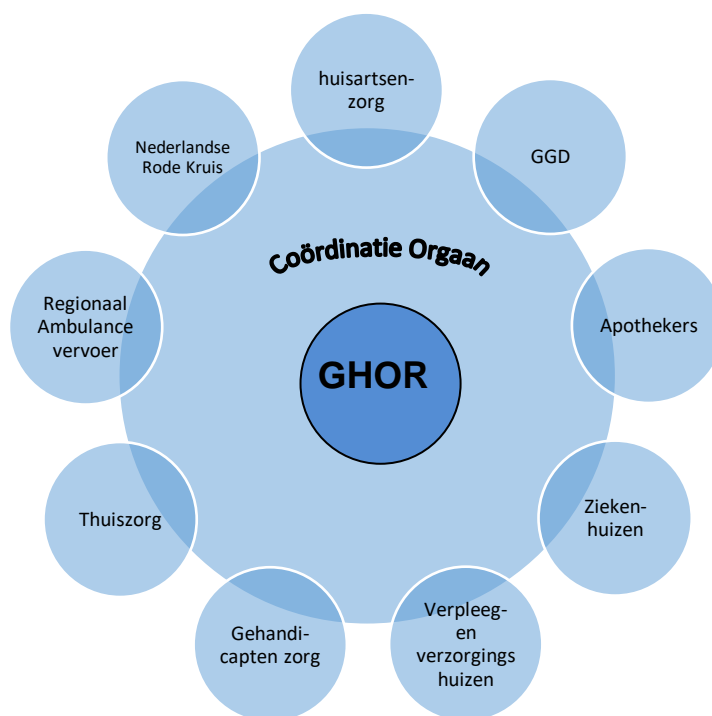 huisartsen-
zorg
GGD
Apothekers
Zieken-
huizen
Verpleeg-
en
verzorgings
huizen
Gehandi-
capten zorg
Thuiszorg
Regionaal
Ambulance
vervoer
Nederlandse
Rode Kruis
Coördinatie Orgaan
GHOR